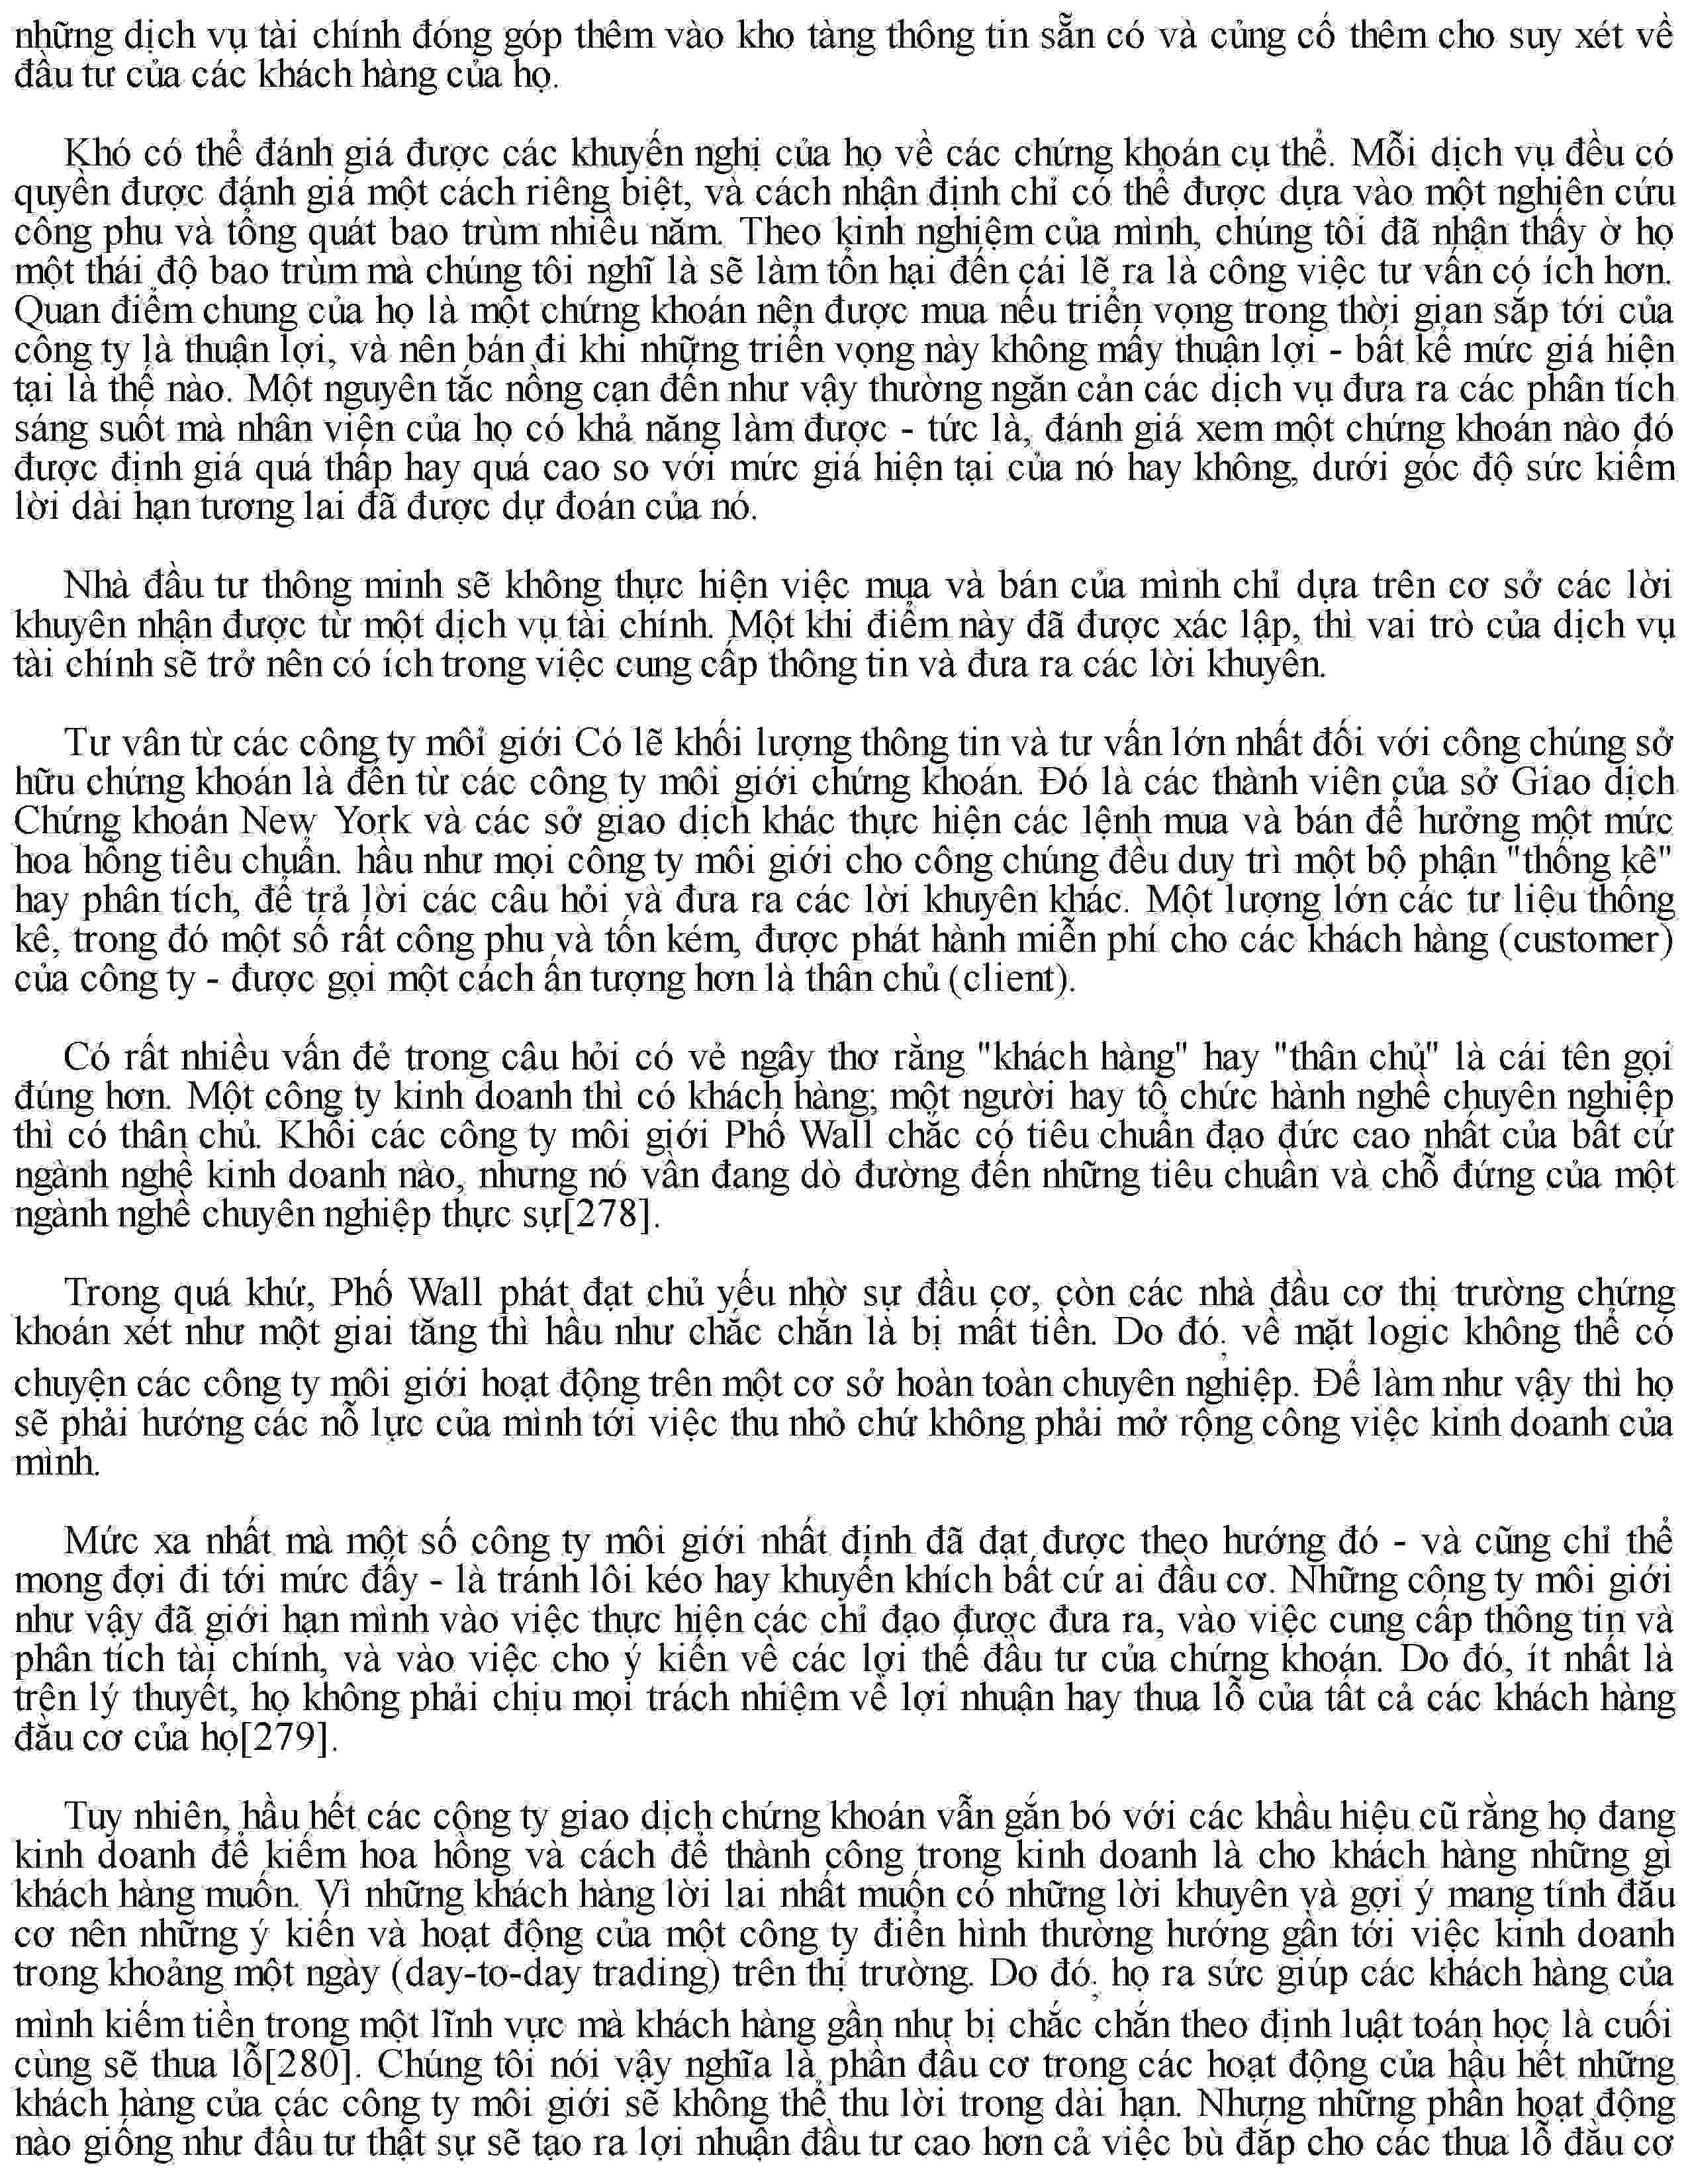 những dịch vụ tài chính đóng góp thêm vào kho tàng thông tin sẵn có và củng cố thêm cho suy xét về
đầu tư của các khách hàng của họ.
Khó có thể đánh giá được các khuyến nghị của họ về các chứng khoán cụ thể. Mỗi dịch vụ đều có
quyền được đánh giá một cách riêng biệt, và cách nhận định chỉ có thể được dựa vào một nghiên cứu
công phu và tổng quát bao trùm nhiều năm. Theo kinh nghiệm của mình, chúng tôi đã nhận thấy ờ họ
một thái độ bao trùm mà chúng tôi nghĩ là sẽ làm tổn hại đến cái lẽ ra là công việc tư vấn có ích hơn.
Quan điểm chung của họ là một chứng khoán nên được mua nếu triển vọng trong thời gian sắp tới của
công ty là thuận lợi, và nên bán đi khi những triển vọng này không mấy thuận lợi - bất kể mức giá hiện
tại là thế nào. Một nguyên tắc nồng cạn đến như vậy thường ngăn cản các dịch vụ đưa ra các phân tích
sáng suốt mà nhân viện của họ có khả năng làm được - tức là, đánh giá xem một chứng khoán nào đó
được định giá quá thấp hay quá cao so với mức giá hiện tại của nó hay không, dưới góc độ sức kiếm
lời dài hạn tương lai đã được dự đoán của nó.
Nhà đầu tư thông minh sẽ không thực hiện việc mụa và bán của mình chỉ dựa trên cơ sở các lời
khuyên nhận được từ một dịch vụ tài chính. Một khi điểm này đã được xác lập, thì vai trò của dịch vụ
tài chính sẽ trở nên có ích trong việc cung cấp thông tin và đưa ra các lời khuyên.
Tư vân từ các công ty môi giới Có lẽ khối lượng thông tin và tư vấn lớn nhất đối với công chúng sở
hữu chứng khoán là đến từ các công ty môi giới chứng khoán. Đó là các thành viên của sở Giao dịch
Chứng khoán New York và các sở giao dịch khác thực hiện các lệnh mua và bán để hưởng một mức
hoa hồng tiêu chuẩn. hầu như mọi công ty môi giới cho công chúng đều duy trì một bộ phận "thống kê"
hay phân tích, để trả lời các câu hỏi và đưa ra các lời khuyên khác. Một lượng lớn các tư liệu thống
kê, trong đó một số rất công phu và tốn kém, được phát hành miễn phí cho các khách hàng (customer)
của công ty - được gọi một cách ấn tượng hơn là thân chủ (client).
Có rất nhiều vấn đẻ trong câu hỏi có vẻ ngây thơ rằng "khách hàng" hay "thân chủ" là cái tên gọi
đúng hơn. Một công ty kinh doanh thì có khách hàng; một người hay tổ chức hành nghề chuyên nghiệp
thì có thân chủ. Khối các công ty môi giới Phố Wall chắc có tiêu chuẩn đạo đức cao nhất của bất cứ
ngành nghề kinh doanh nào, nhưng nó vần đang dò đường đến những tiêu chuẩn và chỗ đứng của một
ngành nghề chuyên nghiệp thực sự[278].
Trong quá khứ, Phố Wall phát đạt chủ yếu nhờ sự đầu cơ, còn các nhà đầu cơ thị trường chứng
khoán xét như một giai tầng thì hầu như chắc chắn là bị mất tiền. Do đó, về mặt logic không thể có
chuyện các công ty môi giới hoạt động trên một cơ sở hoàn toàn chuyên nghiệp. Để làm như vậy thì họ
sẽ phải hướng các nỗ lực của mình tới việc thu nhỏ chứ không phải mở rộng công việc kinh doanh của
mình.
Mức xa nhất mà một số công ty môi giới nhất định đã đạt được theo hướng đó - và cũng chỉ thể
mong đợi đi tới mức đấy - là tránh lôi kéo hay khuyến khích bất cứ ai đầu cơ. Những công ty môi giới
như vậy đã giới hạn mình vào việc thực hiện các chỉ đạo được đưa ra, vào việc cung cấp thông tin và
phân tích tài chính, và vào việc cho ý kiến về các lợi thế đầu tư của chứng khoán. Do đó, ít nhất là
trên lý thuyết, họ không phải chịu mọi trách nhiệm về lợi nhuận hay thua lỗ của tất cả các khách hàng
đầu cơ của họ[279].
Tuy nhiên, hầu hết các công ty giao dịch chứng khoán vẫn gắn bó với các khẩu hiệu cũ rằng họ đang
kinh doanh để kiếm hoa hồng và cách để thành công trong kinh doanh là cho khách hàng những gì
khách hàng muốn. Vì những khách hàng lời lai nhất muốn có những lời khuyên và gợi ý mang tính đầu
cơ nên những ý kiến và hoạt động của một công ty điển hình thường hướng gần tới việc kinh doanh
trong khoảng một ngày (day-to-day trading) trên thị trường. Do đó, họ ra sức giúp các khách hàng của
mình kiếm tiền trong một lĩnh vực mà khách hàng gần như bị chắc chắn theo định luật toán học là cuối
cùng sẽ thua lỗ[280]. Chúng tôi nới vậy nghĩa là phần đầu cơ trong các hoạt động của hầu hết những
khách hàng của các công ty môi giới sẽ không thể thu lời trong dài hạn. Nhưng những phần hoạt động
nào giống như đầu tư thật sự sẽ tạo ra lợi nhuận đầu tư cao hơn cả việc bù đắp cho các thua lỗ đầu cơ